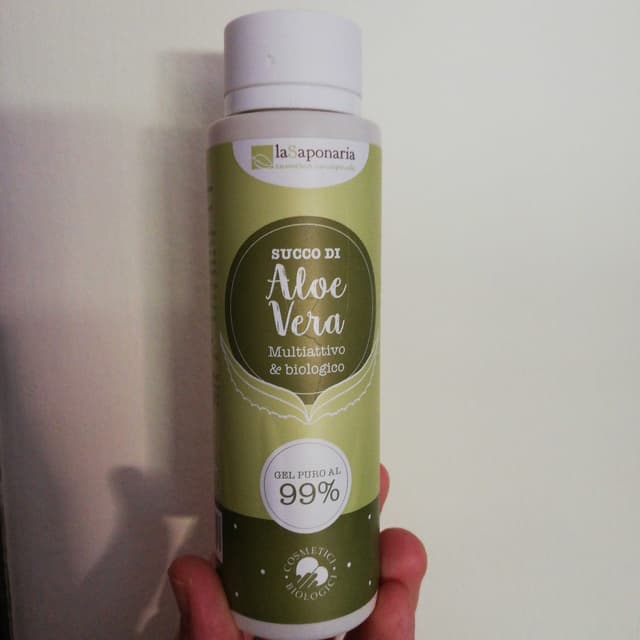 laSaponaria
SUCCO DI
Aloe
Vera
Multiattivo
& biologico
GEL PURO AL
99%
COSMETICI
BIOLOGICI